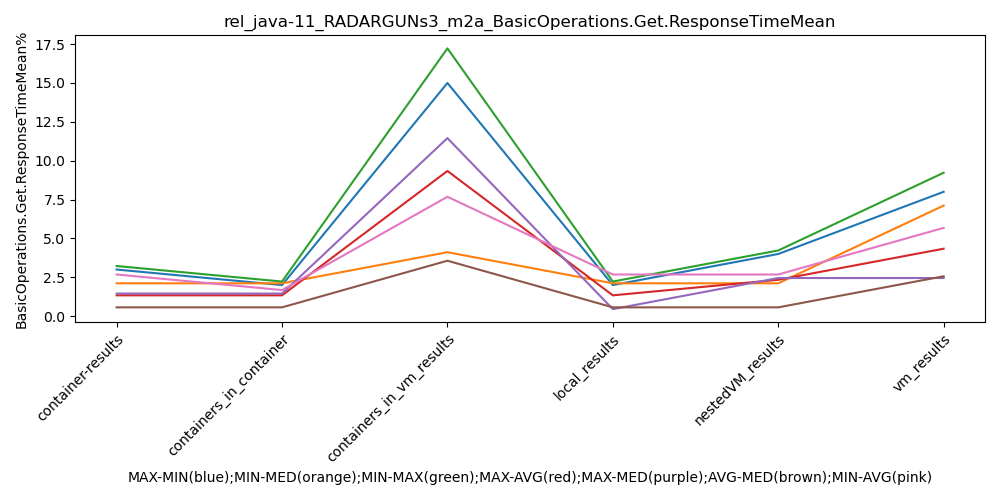 rel_java-11_RADARGUNs3_m2a_BasicOperations.Get.ResponseTimeMean
BasicOperations.Get.ResponseTimeMean%
17.5
15.0
12.5
10.0
7.5
5.0
2.5
0.0
container-results
containers_in_container
containers_in_vm_results
local_results
nestedVM_results
vm_results
MAX-MIN(blue);MIN-MED(orange);MIN-MAX(green);MAX-AVG(red);MAX-MED(purple);AVG-MED(brown);MIN-AVG(pink)